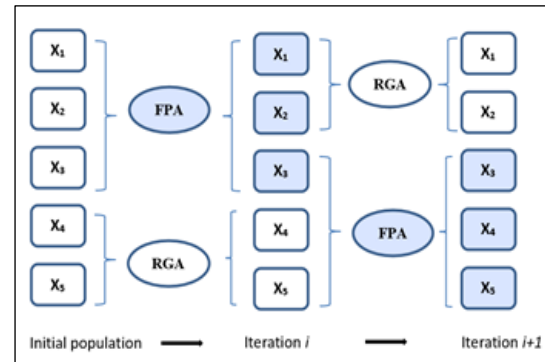 X₁ X₁ X₁
FPA RGA
X₂ X₂ X₂
X₃ X₃ X₃
X₄ X₄ FPA X₄
RGA
X₅ X₅ X₅
Initial population Iteration i Iteration i+1